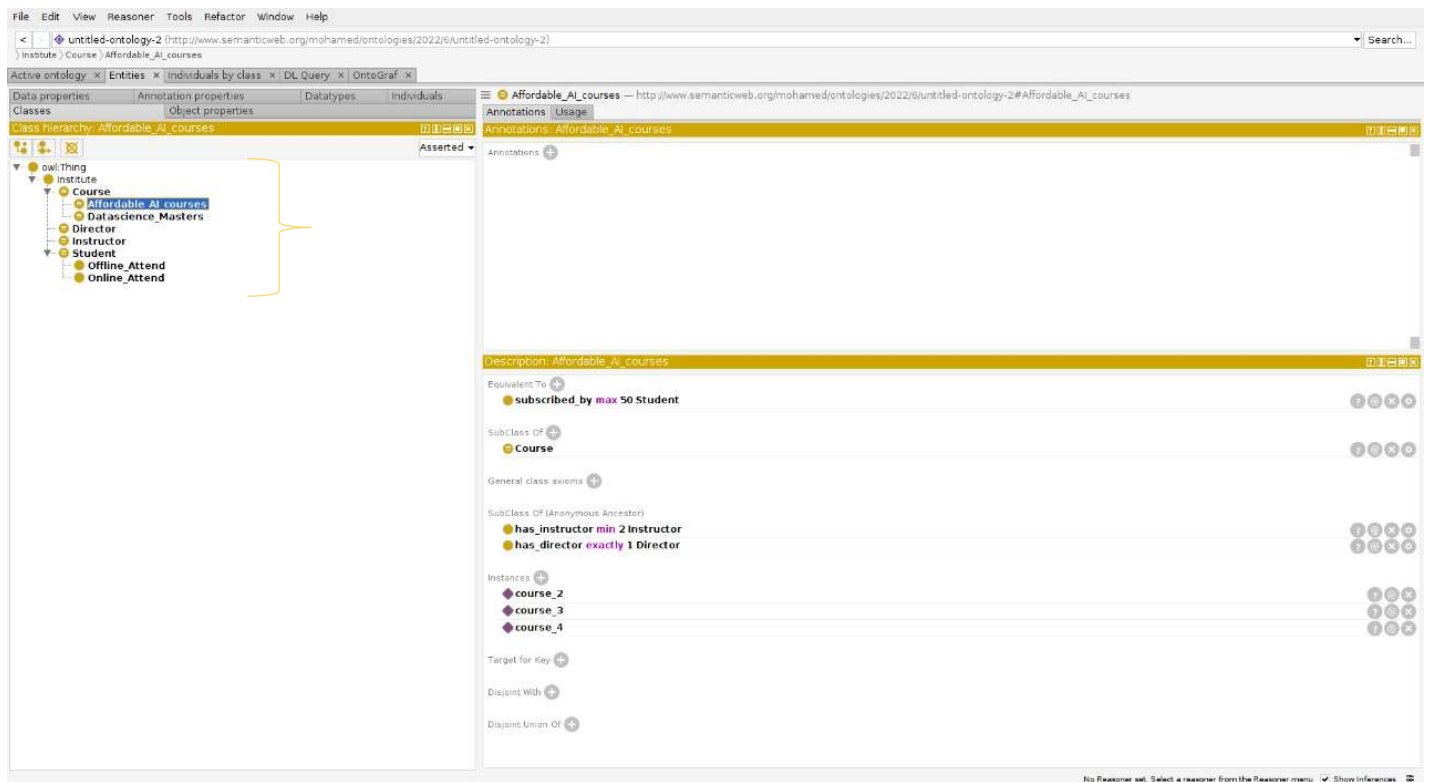 File Edit View Reasoner Tools Refactor Window Help
< > untitled-ontology-2 (http://www.semanticweb.org/mohamed/ontologies/2022/6/untitled-ontology-2) Search...
Institute Course Affordable_AI_courses
Active ontology × Entities × Individuals by class × DL Query × OntoGraf ×
Data properties Annotation properties Datatypes Individuals
Classes Object properties
Class hierarchy: Affordable_AI_courses
Asserted
owl:Thing
Institute
Course
Affordable_AI_courses
Datascience_Masters
Director
Instructor
Student
Offline_Attend
Online_Attend
Affordable_AI_courses — http://www.semanticweb.org/mohamed/ontologies/2022/6/untitled-ontology-2#Affordable_AI_courses
Annotations Usage
Annotations: Affordable_AI_courses
Annotations
Description: Affordable_AI_courses
Equivalent To
subscribed_by max 50 Student
SubClass Of
Course
General class axioms
SubClass Of (Anonymous Ancestor)
has_instructor min 2 Instructor
has_director exactly 1 Director
Instances
course_2
course_3
course_4
Target for Key
Disjoint With
Disjoint Union Of
No Reasoner set. Select a reasoner from the Reasoner menu Show Inferences